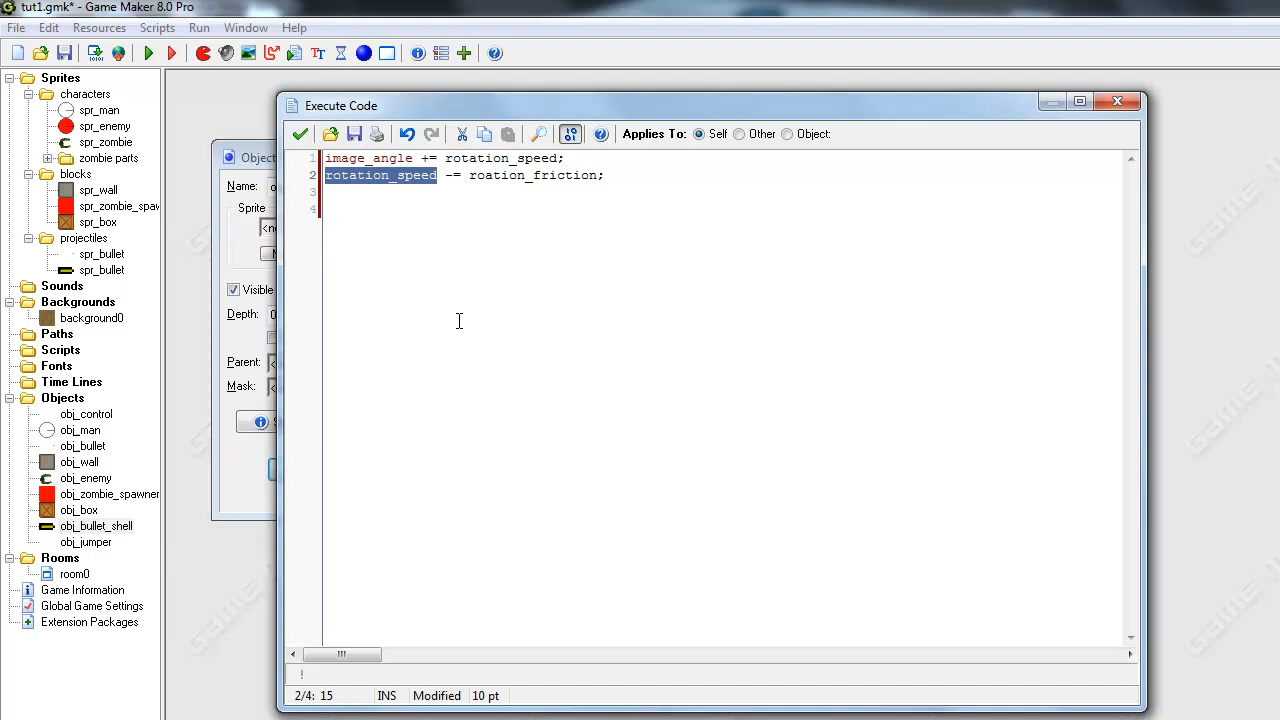 tut1.gmk* - Game Maker 8.0 Pro
File Edit Resources Scripts Run Window Help
Sprites
characters
spr_man
spr_enemy
spr_zombie
zombie parts
blocks
spr_wall
spr_zombie_spaw
spr_box
projectiles
spr_bullet
spr_bullet
Sounds
Backgrounds
background0
Paths
Scripts
Fonts
Time Lines
Objects
obj_control
obj_man
obj_bullet
obj_wall
obj_enemy
obj_zombie_spawner
obj_box
obj_bullet_shell
obj_jumper
Rooms
room0
Game Information
Global Game Settings
Extension Packages
Object
Name: o
Sprite
<no
N
Visible
Depth: 0
Parent: <
Mask: <
Execute Code
Applies To: Self Other Object:
1 image_angle += rotation_speed;
2 rotation_speed -= roation_friction;
3
4
!
2/4: 15 INS Modified 10 pt